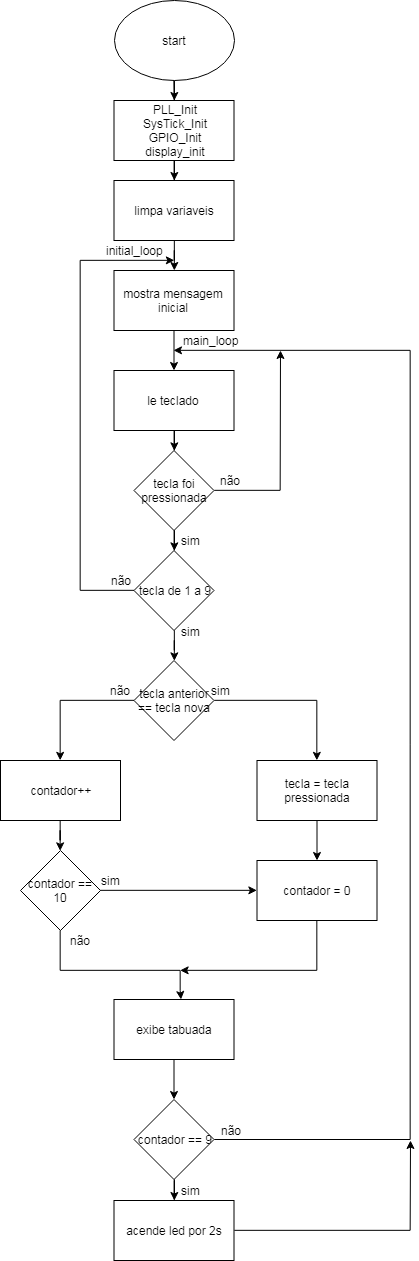 start
PLL_Init
SysTick_Init
GPIO_Init
display_init
limpa variaveis
initial_loop
mostra mensagem
inicial
main_loop
le teclado
tecla foi
pressionada
não
sim
tecla de 1 a 9
não
sim
tecla anterior
== tecla nova
não
sim
contador++
tecla = tecla
pressionada
contador ==
10
sim
não
contador = 0
exibe tabuada
contador == 9
não
sim
acende led por 2s